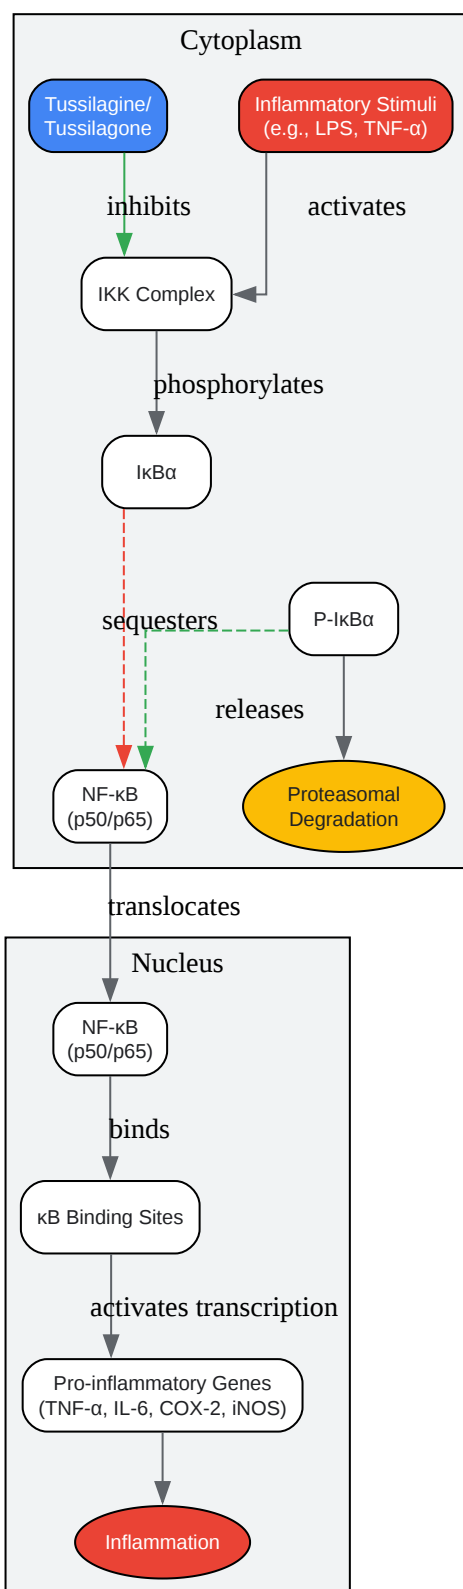 Cytoplasm
Tussilagine/
Tussilagone
Inflammatory Stimuli
(e.g., LPS, TNF-α)
inhibits
activates
IKK Complex
phosphorylates
IκBα
sequesters
P-IκBα
releases
NF-κB
(p50/p65)
Proteasomal
Degradation
translocates
Nucleus
NF-κB
(p50/p65)
binds
κB Binding Sites
activates transcription
Pro-inflammatory Genes
(TNF-α, IL-6, COX-2, iNOS)
Inflammation